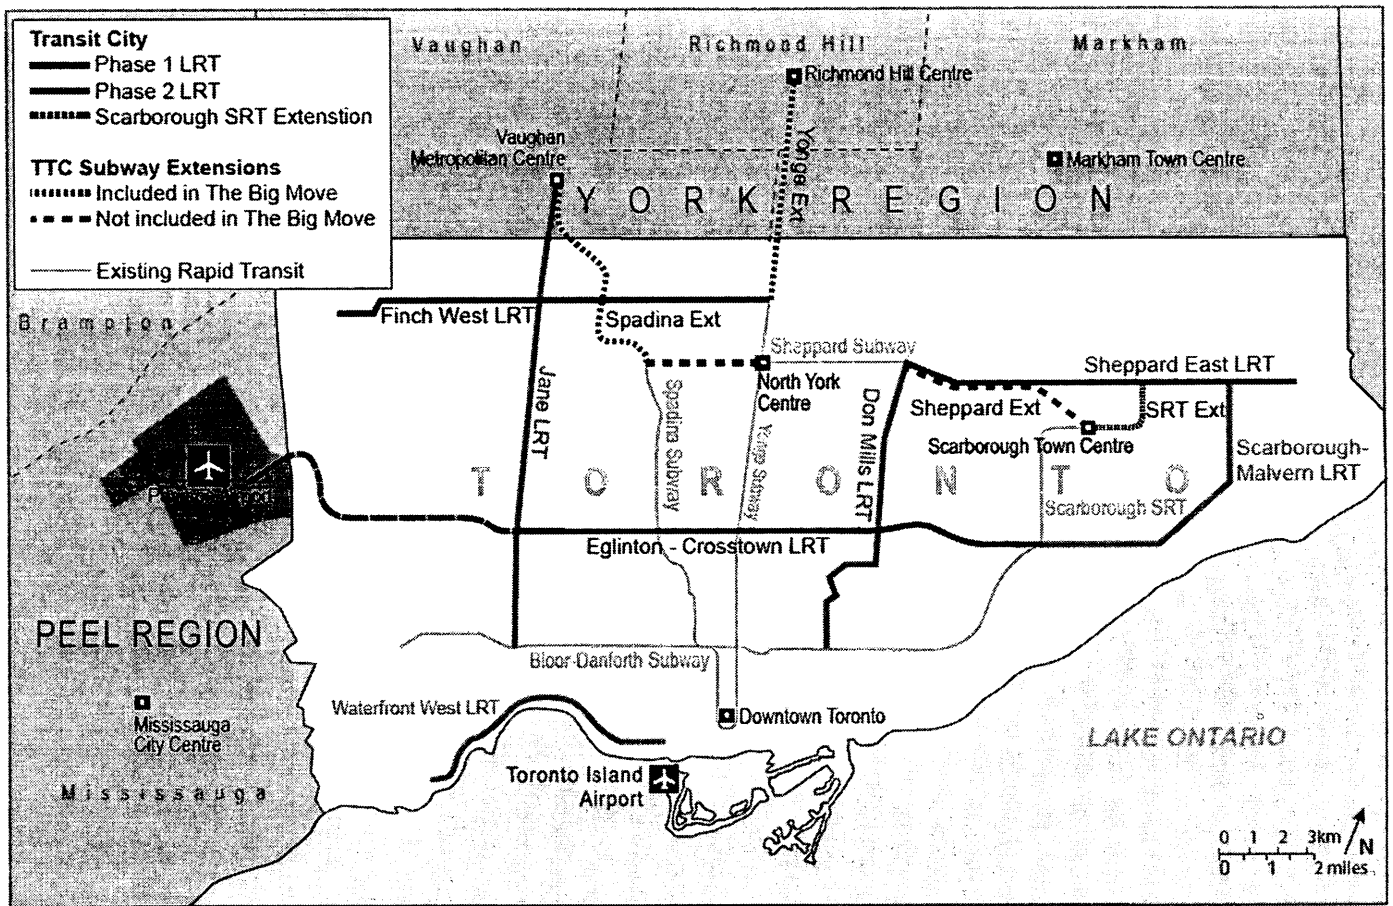 Transit City
Phase 1 LRT
Phase 2 LRT
Scarborough SRT Extenstion
TTC Subway Extensions
Included in The Big Move
Not included in The Big Move
Existing Rapid Transit
Vaughan
Richmond Hill
Markham
Richmond Hill Centre
Vaughan
Metropolitan Centre
Yonge Ext
Markham Town Centre
YORK REGION
Brampton
Finch West LRT
Spadina Ext
Sheppard Subway
North York
Centre
Sheppard East LRT
Sheppard Ext
SRT Ext
Scarborough Town Centre
Scarborough-
Malvern LRT
Jane LRT
Spadina Subway
Yonge Subway
Don Mills LRT
TORONTO
Scarborough SRT
Eglinton - Crosstown LRT
PEEL REGION
Bloor-Danforth Subway
Waterfront West LRT
Downtown Toronto
Mississauga
City Centre
LAKE ONTARIO
Toronto Island
Airport
Mississauga
0 1 2 3km
0 1 2 miles
N